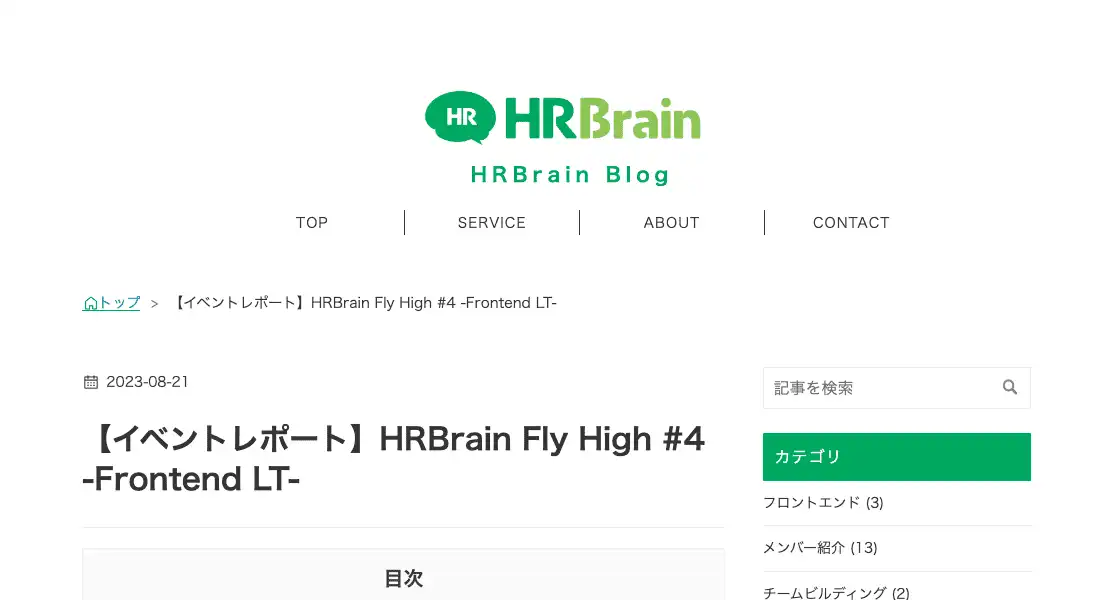 HR HRBrain
HRBrain Blog
TOP
SERVICE
ABOUT
CONTACT
トップ > 【イベントレポート】HRBrain Fly High #4 -Frontend LT-
2023-08-21
【イベントレポート】HRBrain Fly High #4
-Frontend LT-
目次
記事を検索
カテゴリ
フロントエンド (3)
メンバー紹介 (13)
チームビルディング (2)